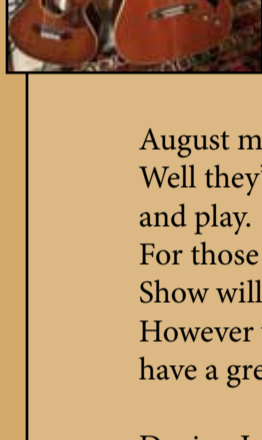 August m
Well they'
and play.
For those
Show will
However
have a gre